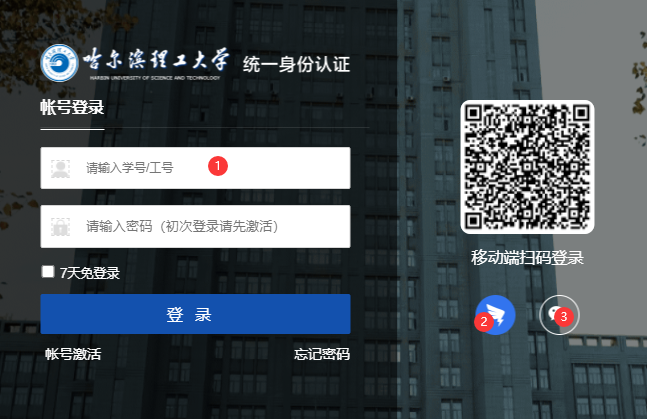 哈尔滨理工大学
HARBIN UNIVERSITY OF SCIENCE AND TECHNOLOGY
统一身份认证
帐号登录
请输入学号/工号
1
请输入密码（初次登录请先激活）
7天免登录
登 录
帐号激活
忘记密码
移动端扫码登录
2
3